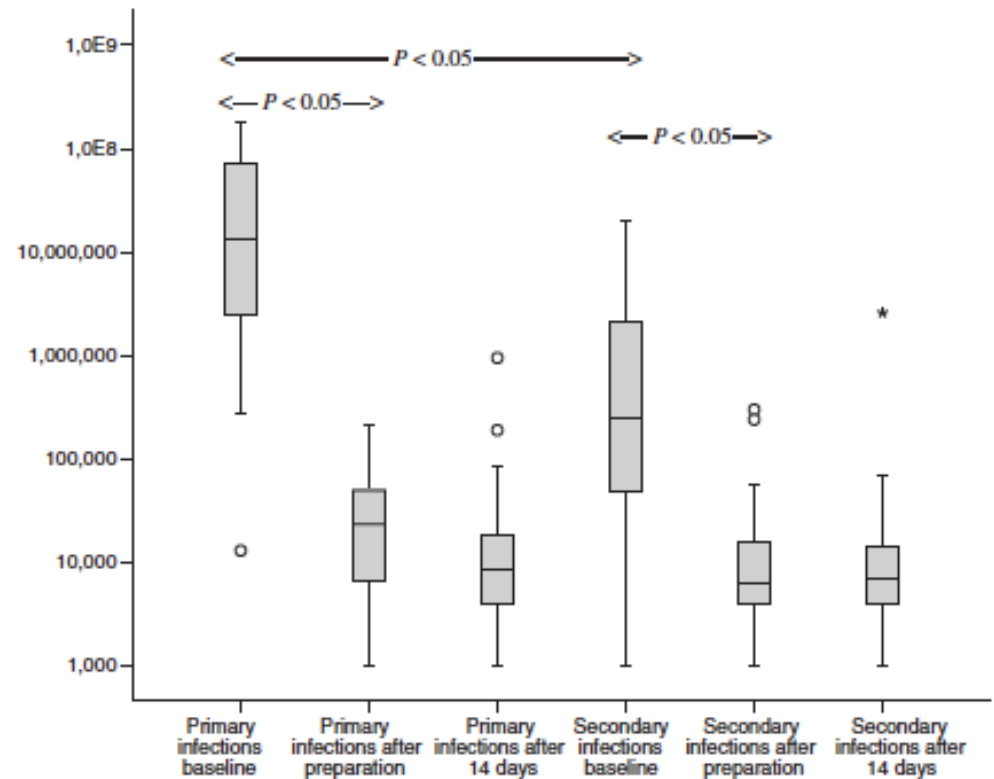 1,0E9
P < 0.05
P < 0.05
P < 0.05
1,0E8
10,000,000
1,000,000
100,000
10,000
1,000
Primary
infections
baseline
Primary
infections after
preparation
Primary
infections after
14 days
Secondary
infections
baseline
Secondary
infections after
preparation
Secondary
infections after
14 days